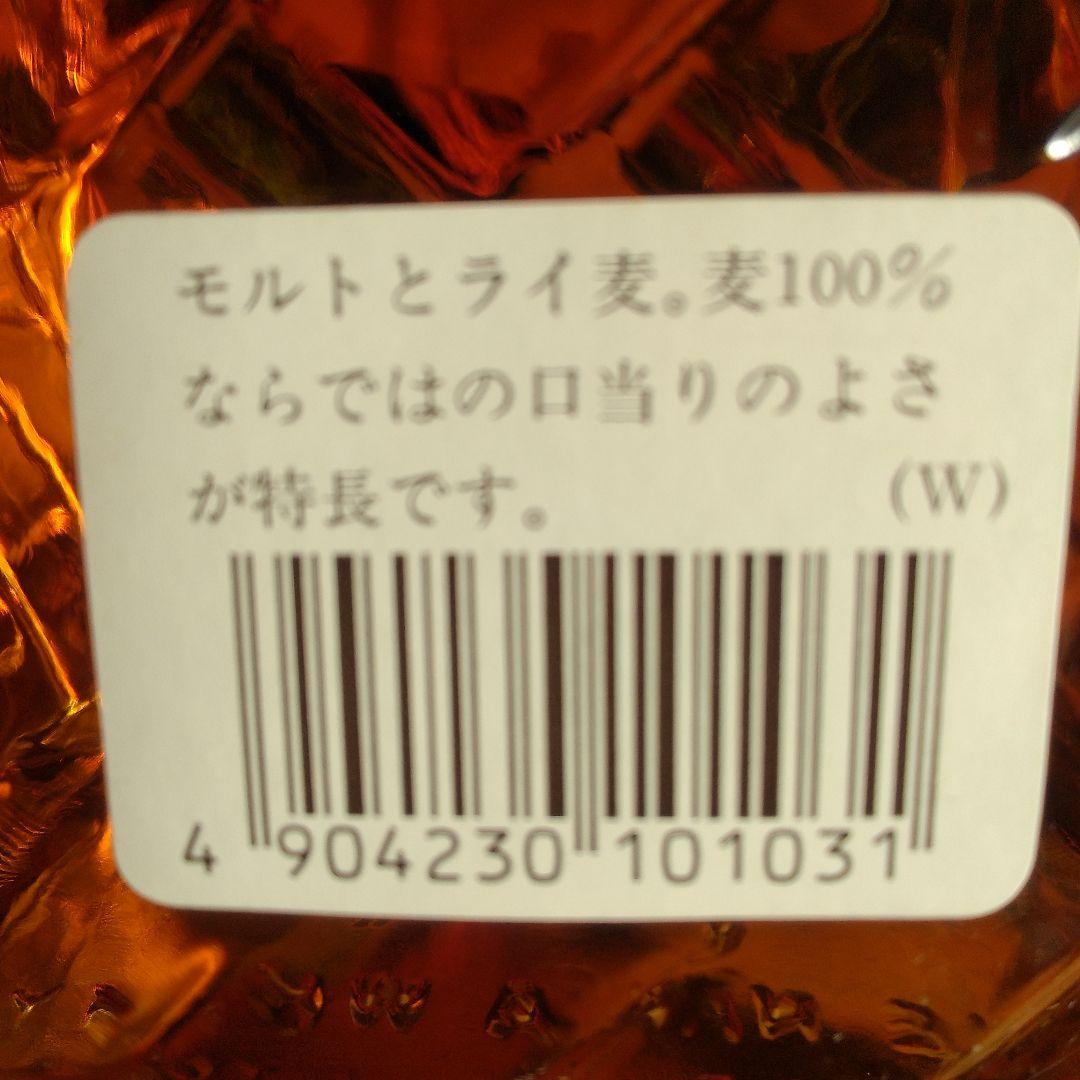 モルトとライ麦。麦100%
ならではの口当りのよさ
が特長です。 (W)
4 904230 101031